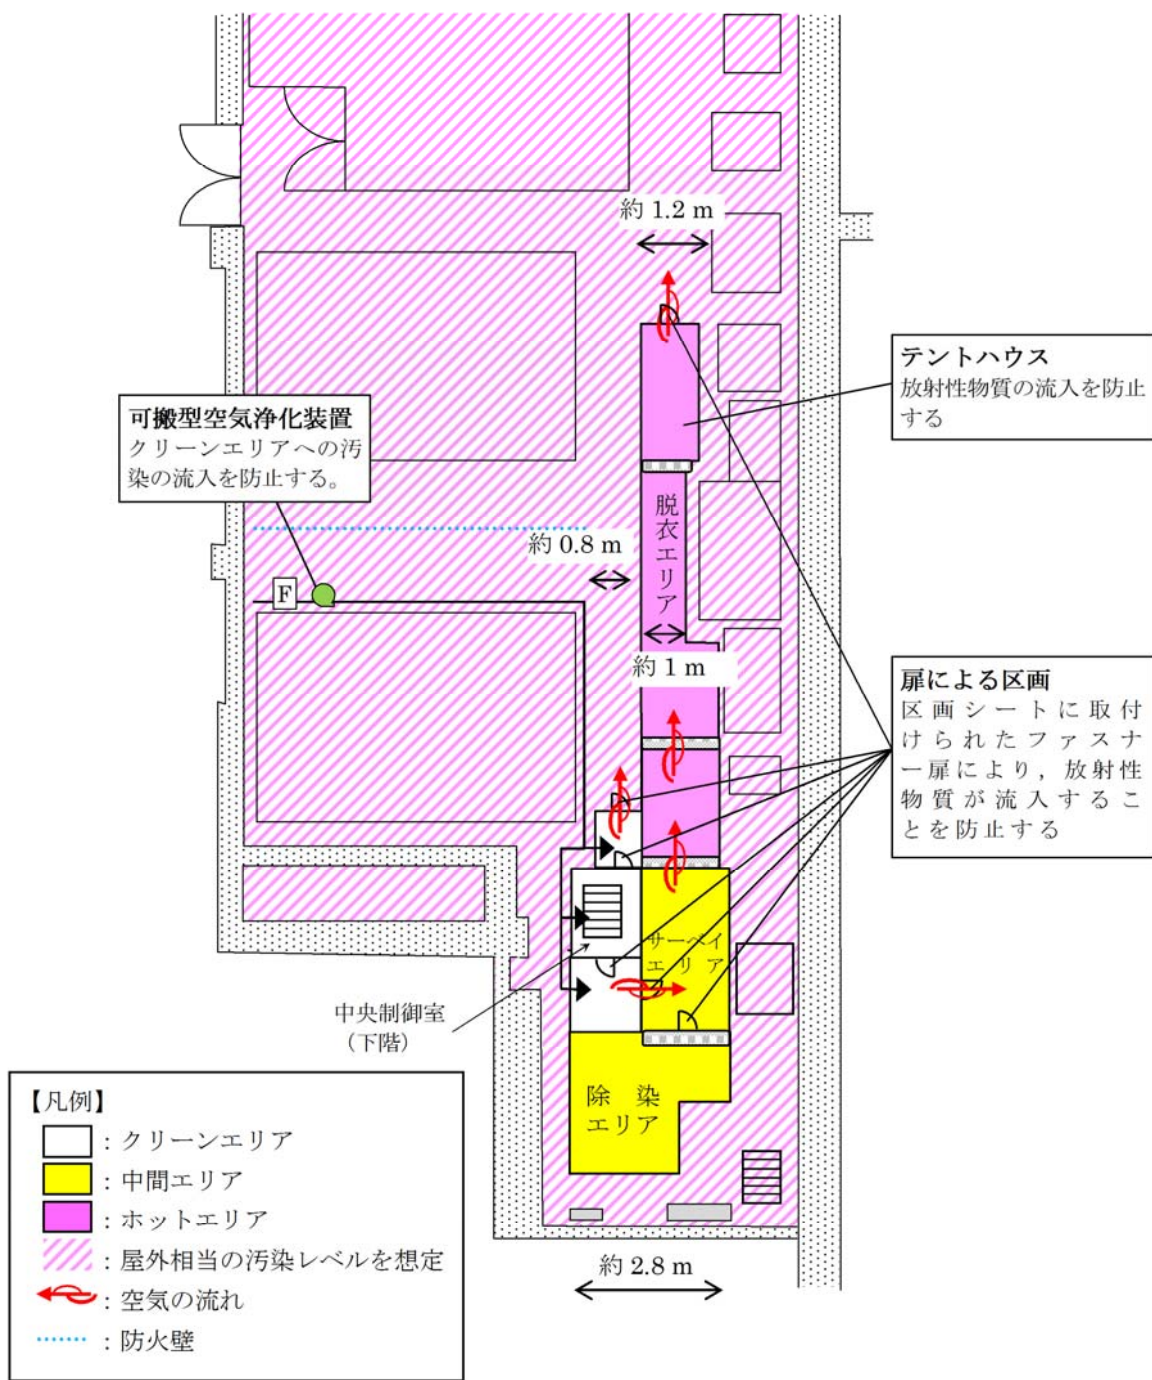 約 1.2 m
テントハウス
放射性物質の流入を防止
する
可搬型空気浄化装置
クリーンエリアへの汚
染の流入を防止する。
脱衣エリア
約 0.8 m
F
約 1 m
扉による区画
区画シートに取付
けられたファスナ
ー扉により，放射性
物質が流入するこ
とを防止する
サーベイ
エリア
中央制御室
（下階）
除 染
エリア
【凡例】
：クリーンエリア
：中間エリア
：ホットエリア
：屋外相当の汚染レベルを想定
：空気の流れ
：防火壁
約 2.8 m